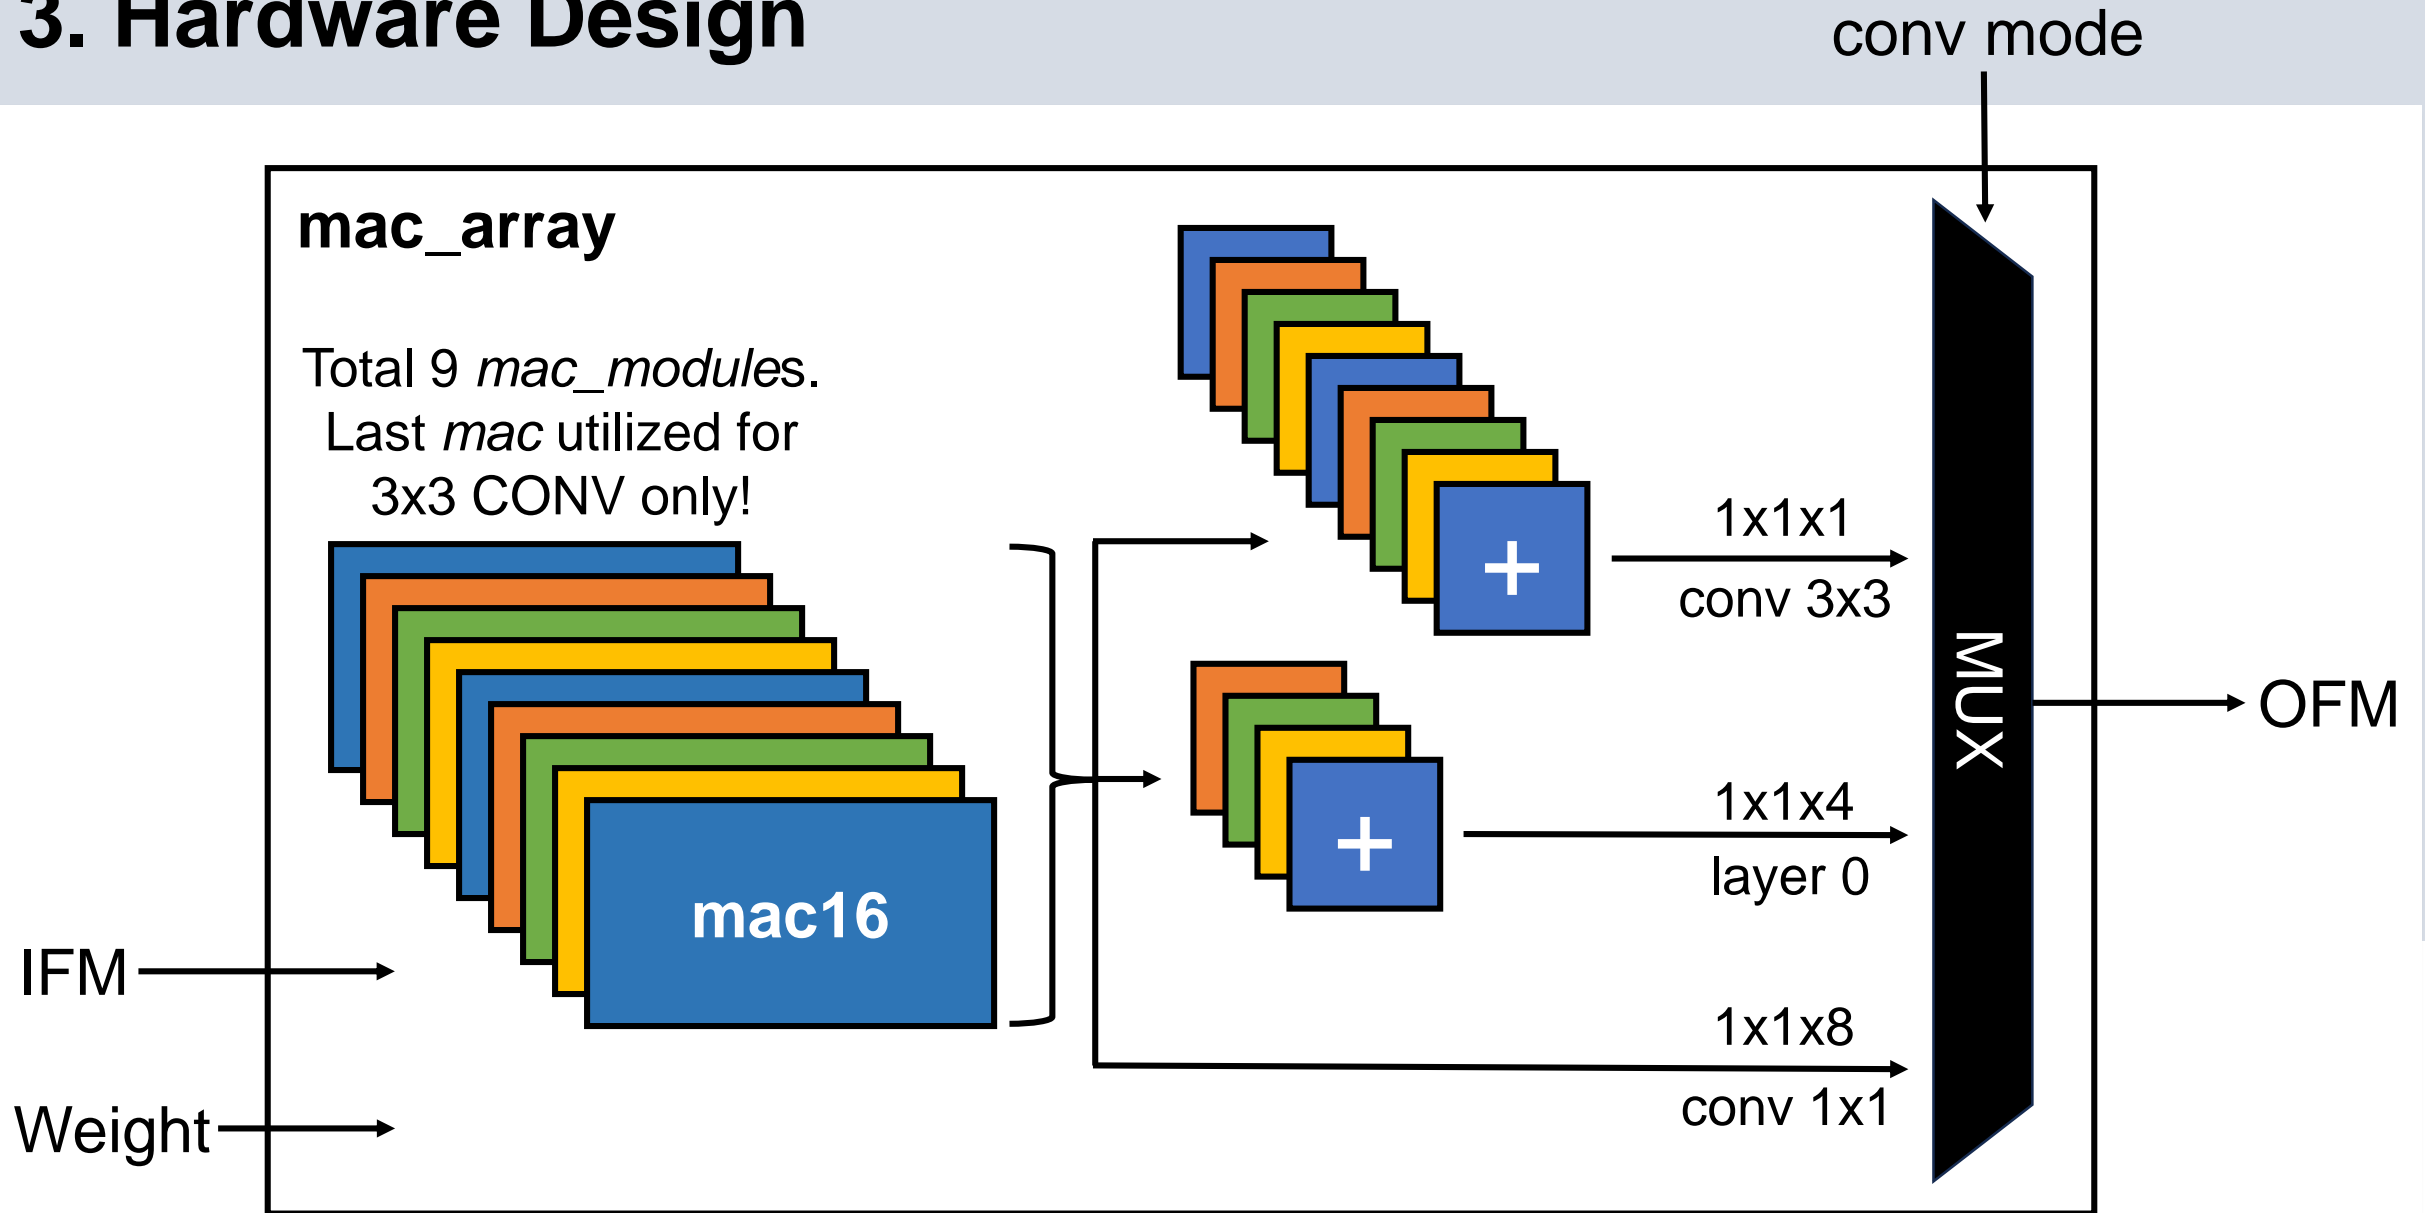 3. Hardware Design
conv mode
mac_array
Total 9 mac_modules.
Last mac utilized for
3x3 CONV only!
mac16
IFM
Weight
+
1x1x1
conv 3x3
+
1x1x4
layer 0
1x1x8
conv 1x1
MUX
OFM